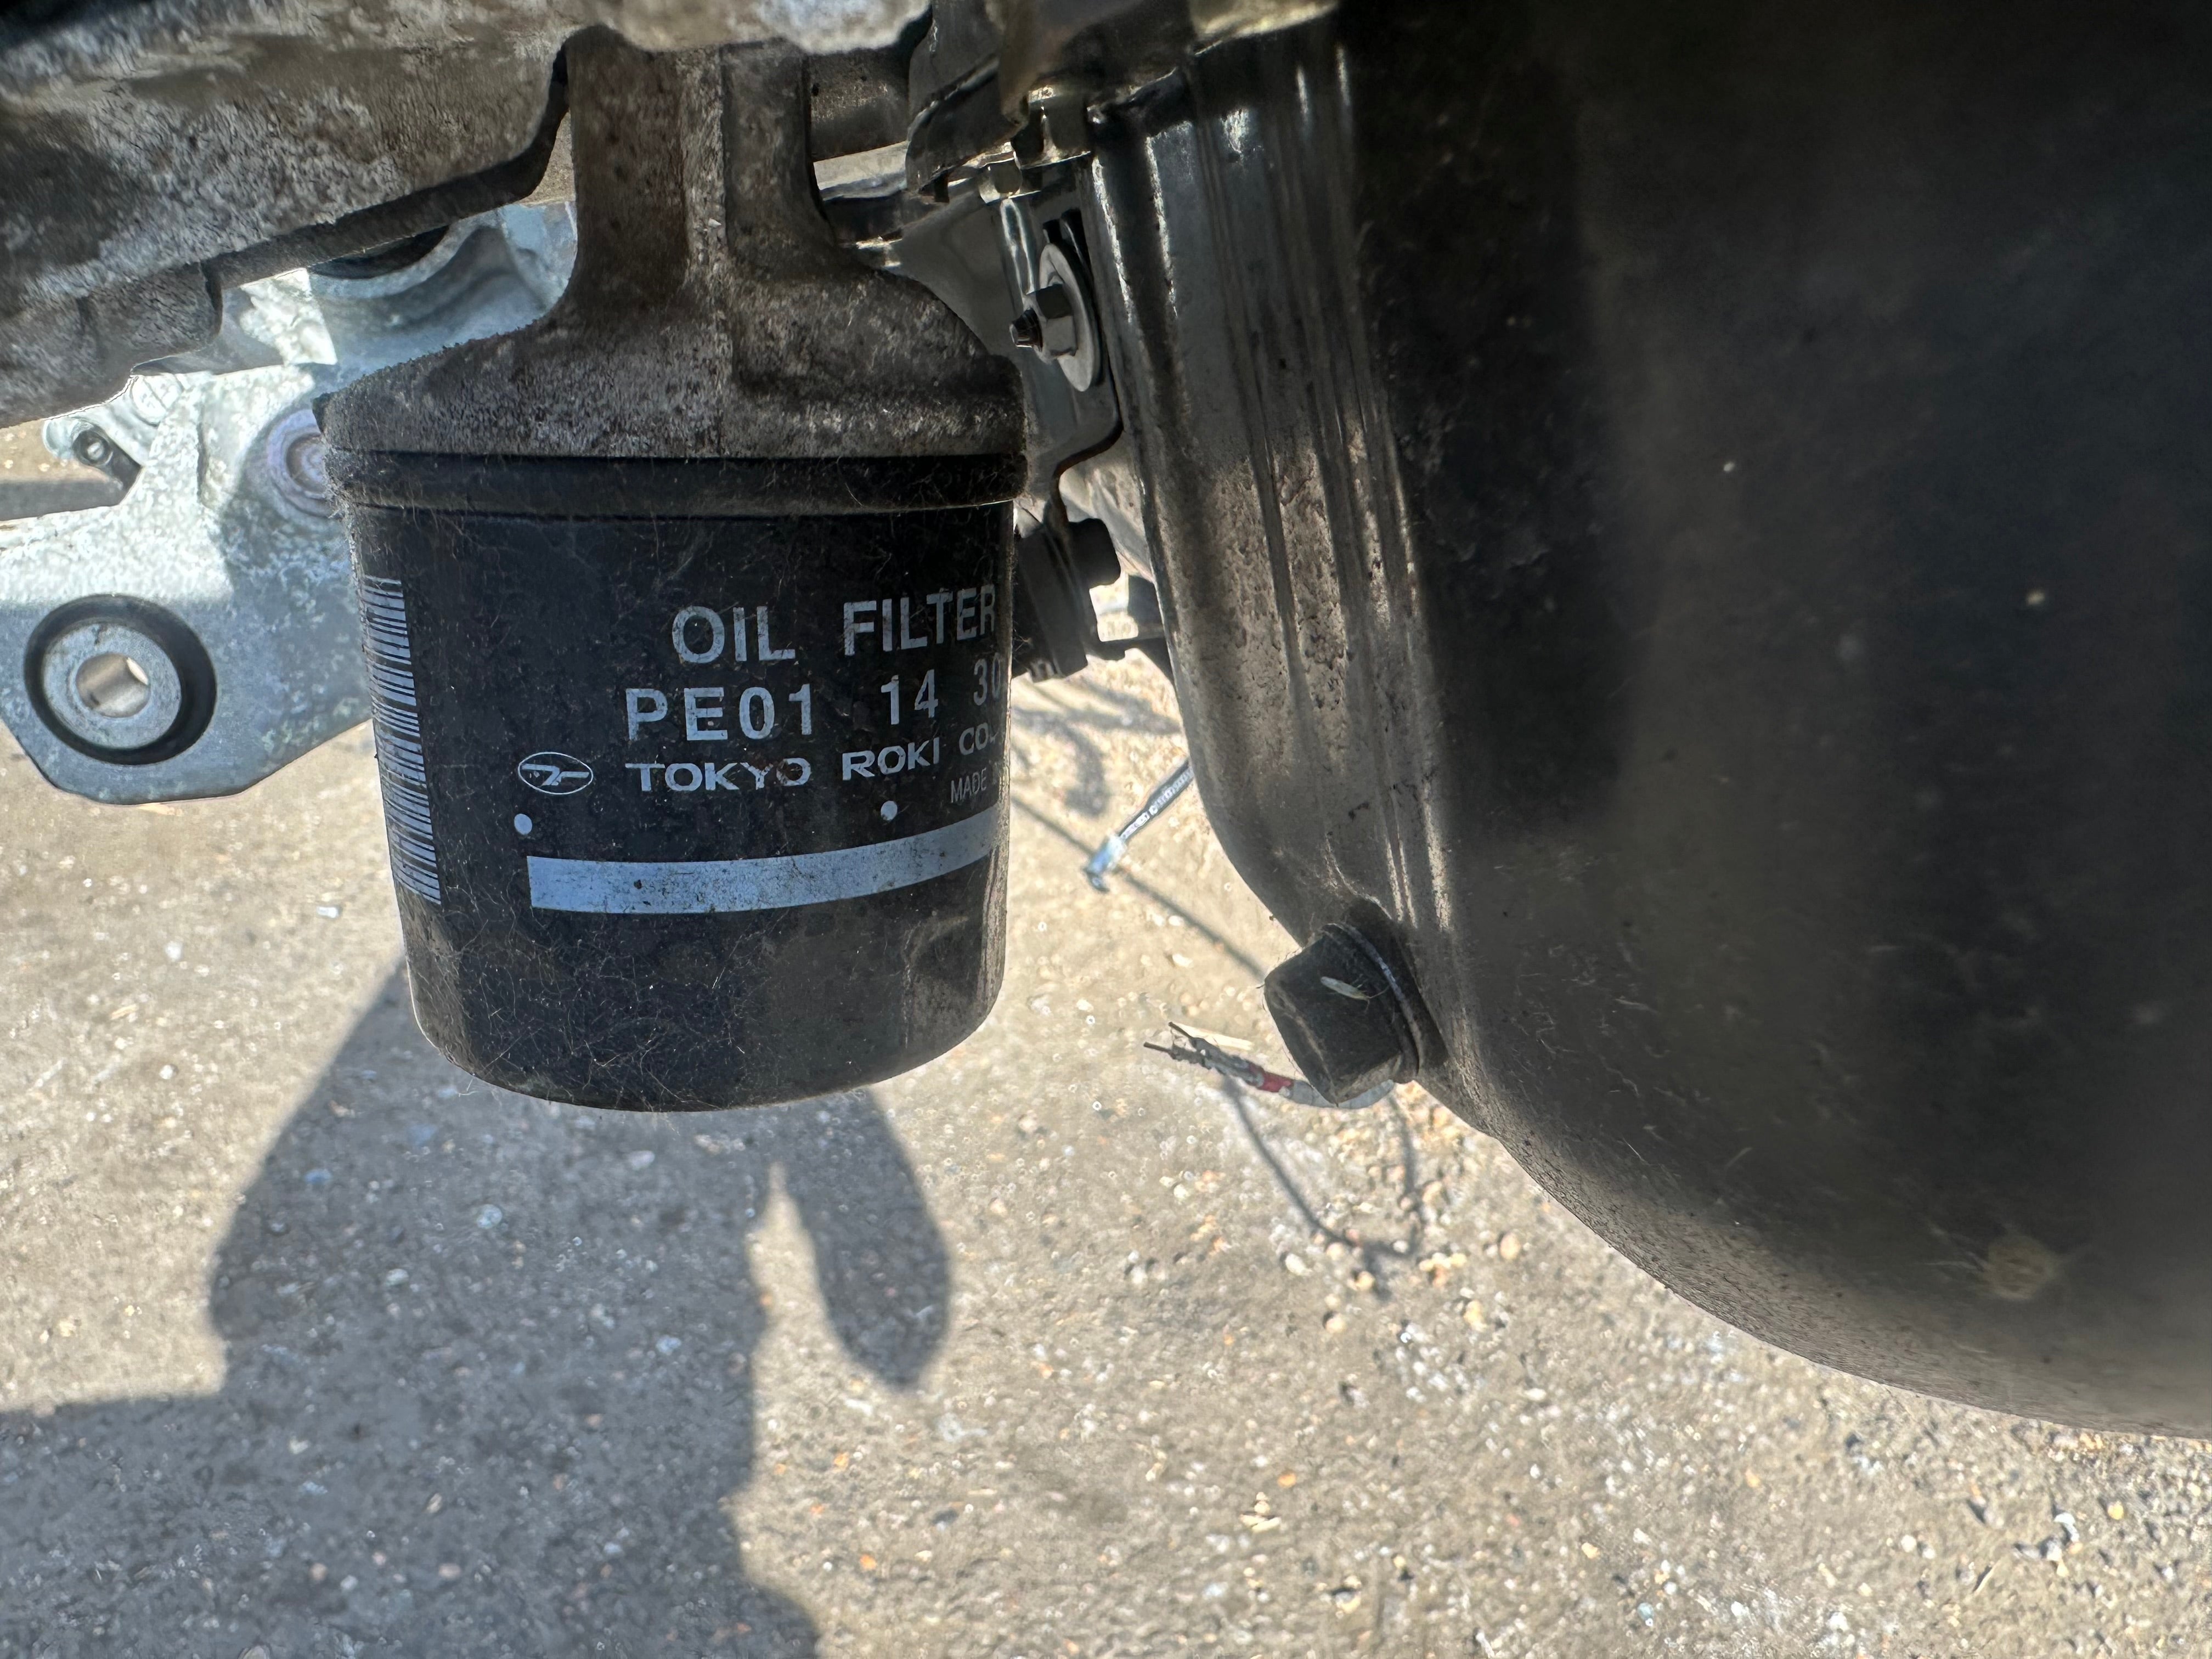 OIL FILTER
PE01 14 30
TOKYO ROKI CO.
MADE